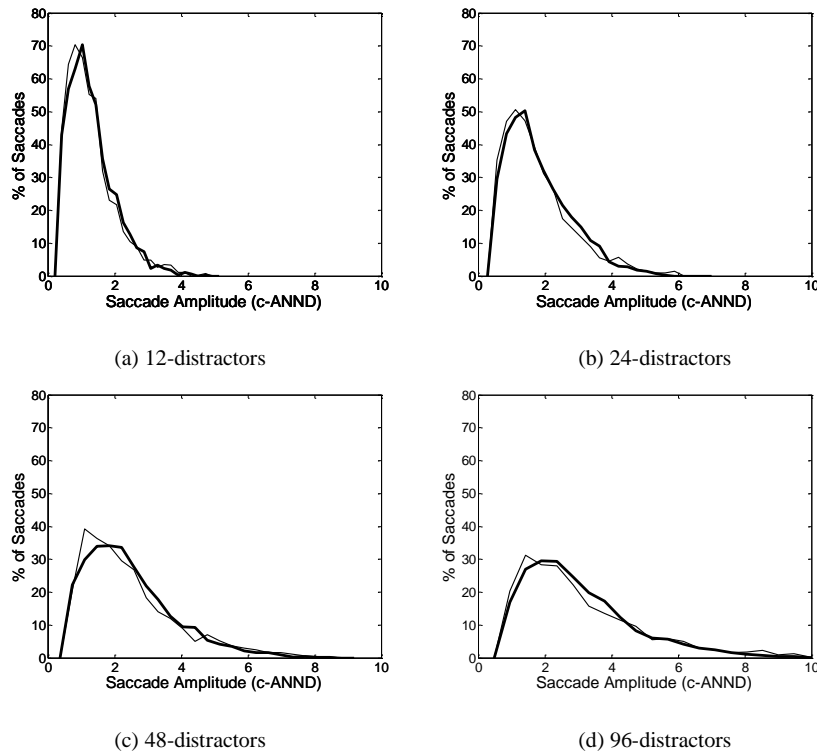 80
70
60
50
40
30
20
10
0
% of Saccades
0 2 4 6 8 10
Saccade Amplitude (c-ANND)
(a) 12-distractors
80
70
60
50
40
30
20
10
0
% of Saccades
0 2 4 6 8 10
Saccade Amplitude (c-ANND)
(b) 24-distractors
80
70
60
50
40
30
20
10
0
% of Saccades
0 2 4 6 8 10
Saccade Amplitude (c-ANND)
(c) 48-distractors
80
70
60
50
40
30
20
10
0
% of Saccades
0 2 4 6 8 10
Saccade Amplitude (c-ANND)
(d) 96-distractors